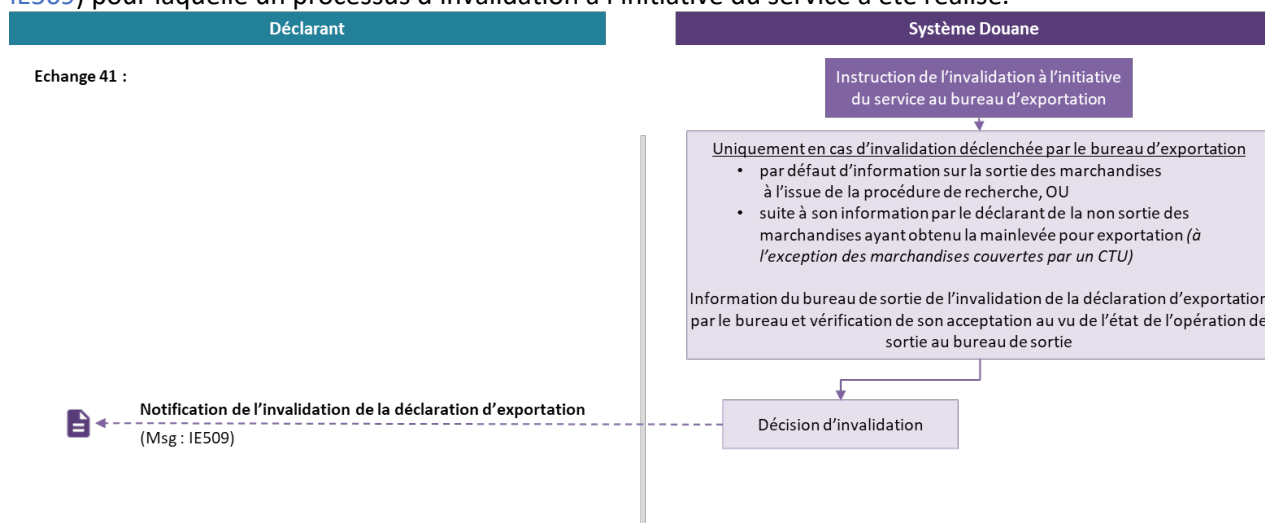 IE509) pour laquelle un processus d'invalidation à l'initiative du service a été réalisé.
Déclarant
Système Douane
Echange 41 :
Instruction de l'invalidation à l'initiative
du service au bureau d'exportation
Uniquement en cas d'invalidation déclenchée par le bureau d'exportation
• par défaut d'information sur la sortie des marchandises
à l'issue de la procédure de recherche, OU
• suite à son information par le déclarant de la non sortie des
marchandises ayant obtenu la mainlevée pour exportation (à
l'exception des marchandises couvertes par un CTU)
Information du bureau de sortie de l'invalidation de la déclaration d'exportation
par le bureau et vérification de son acceptation au vu de l'état de l'opération de
sortie au bureau de sortie
Notification de l'invalidation de la déclaration d'exportation
(Msg : IE509)
Décision d'invalidation